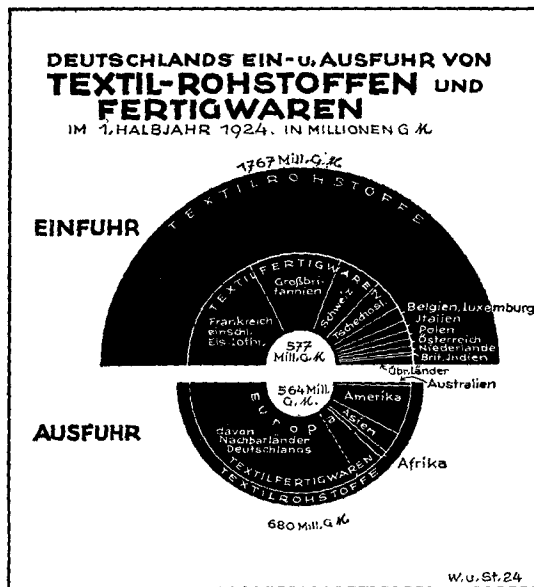 DEUTSCHLANDS EIN- u. AUSFUHR VON
TEXTIL-ROHSTOFFEN UND
FERTIGWAREN
IM 1. HALBJAHR 1924. IN MILLIONEN G M
1767 Mill. G. M
TEXTILROHSTOFFE
EINFUHR
TEXTILFERTIGWAREN
Großbri-
tannien
Schweiz
Tschechosl.
Frankreich
einschl.
Els. Lothr.
Belgien, Luxemburg
Italien
Polen
Österreich
Niederlande
Brit. Indien
Übr. Länder
577
Mill. G. M
564 Mill.
G. M.
Australien
Amerika
Asien
Afrika
AUSFUHR
Europa
davon
Nachbarländer
Deutschlands
TEXTILFERTIGWAREN
TEXTILROHSTOFFE
680 Mill. G M
W. u. St. 24